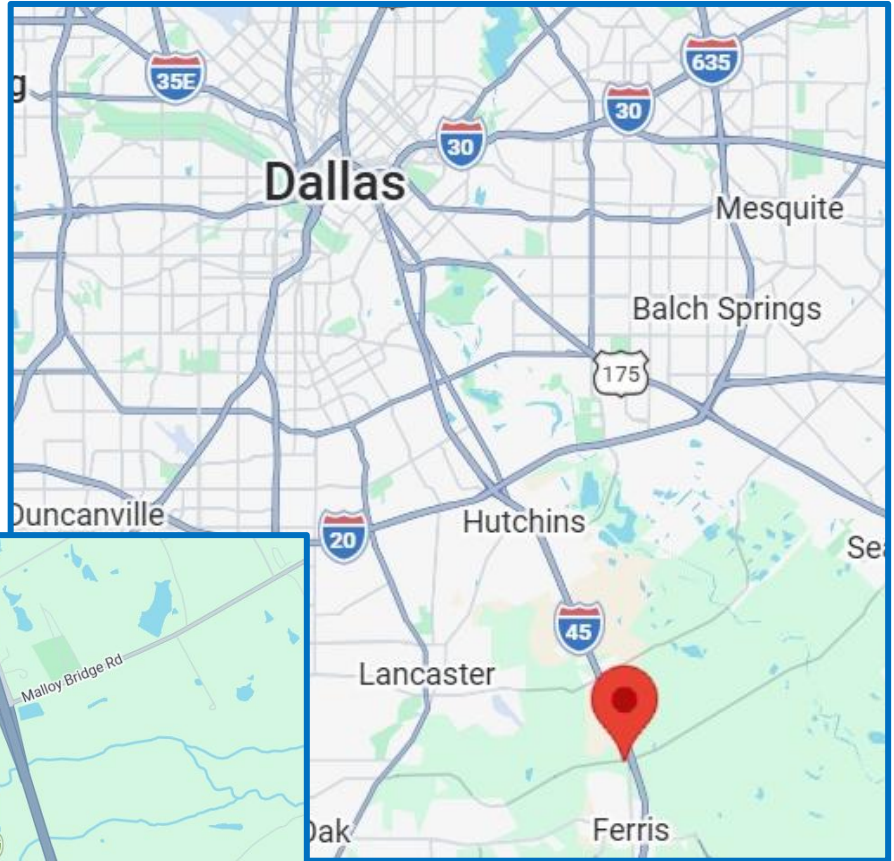 35E
635
30
30
g
Dallas
Mesquite
Balch Springs
175
Duncanville
20
Hutchins
Sea
45
Malloy Bridge Rd
Lancaster
Oak
Ferris